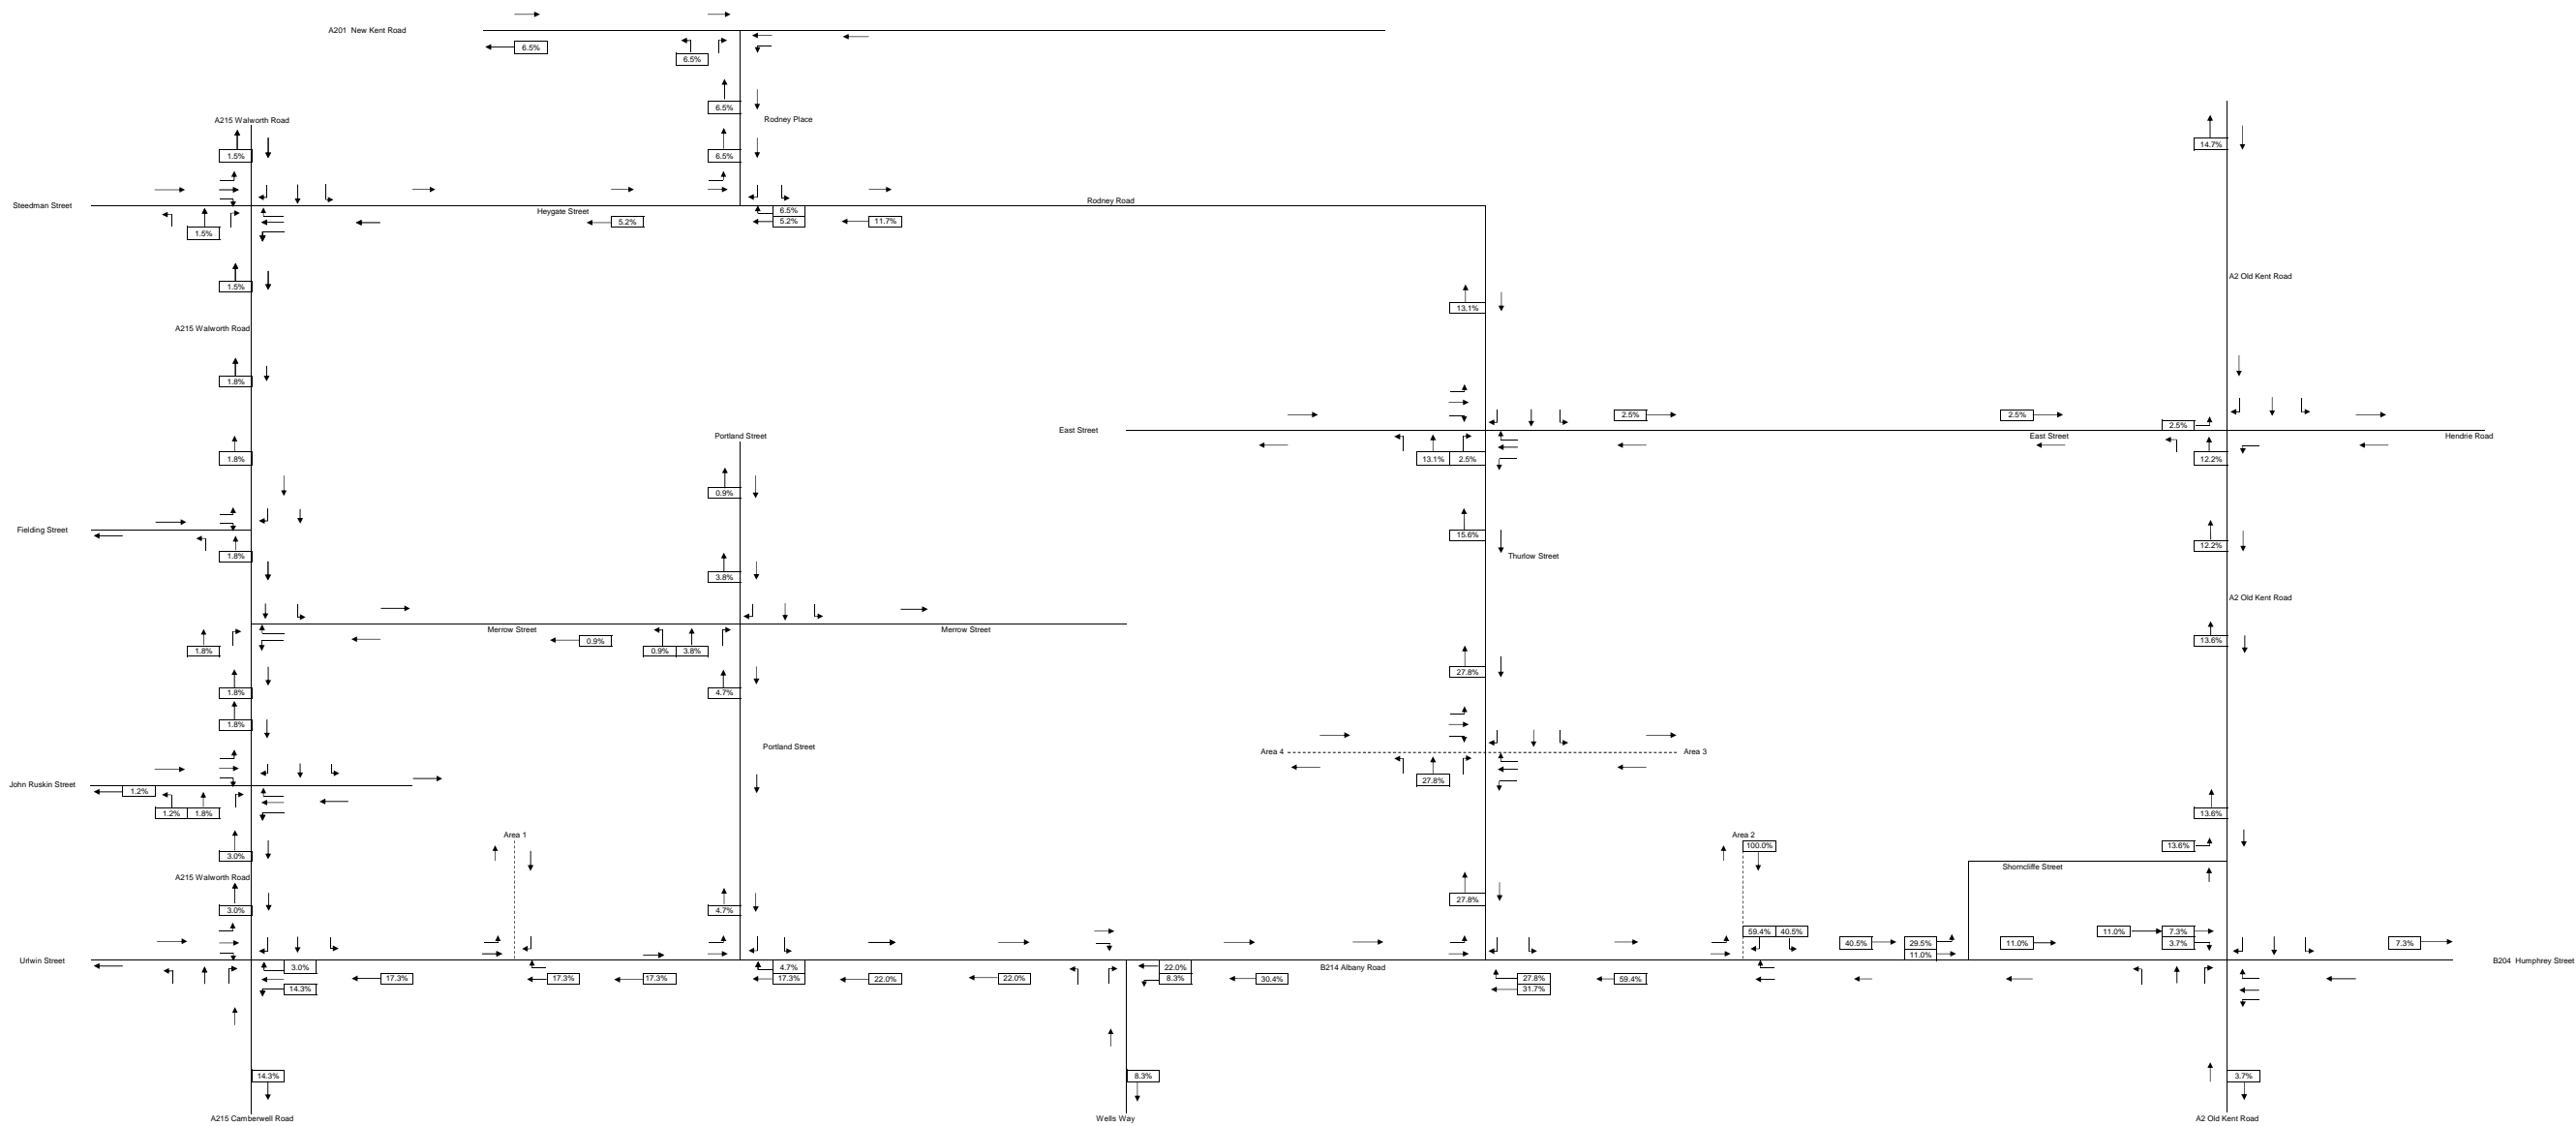 A201 New Kent Road
6.5%
6.5%
6.5%
A215 Walworth Road
Rodney Place
14.7%
1.5%
6.5%
Steedman Street
Rodney Road
Heygate Street
6.5%
5.2%
5.2%
11.7%
1.5%
A2 Old Kent Road
1.5%
13.1%
A215 Walworth Road
1.8%
2.5%
2.5%
2.5%
East Street
East Street
Hendrie Road
Portland Street
1.8%
13.1%
2.5%
12.2%
0.9%
Fielding Street
15.6%
12.2%
1.8%
Thurlow Street
3.8%
A2 Old Kent Road
Merrow Street
Merrow Street
0.9%
13.6%
1.8%
0.9%
3.8%
27.8%
1.8%
4.7%
1.8%
Portland Street
Area 4
Area 3
27.8%
John Ruskin Street
1.2%
1.2%
1.8%
13.6%
Area 1
Area 2
100.0%
13.6%
3.0%
Shorncliffe Street
A215 Walworth Road
27.8%
3.0%
4.7%
59.4%
40.5%
11.0%
7.3%
40.5%
29.5%
11.0%
3.7%
7.3%
11.0%
Urlwin Street
B204 Humphrey Street
3.0%
4.7%
22.0%
B214 Albany Road
17.3%
17.3%
17.3%
17.3%
22.0%
22.0%
8.3%
30.4%
27.8%
59.4%
14.3%
31.7%
14.3%
8.3%
3.7%
A215 Camberwell Road
Wells Way
A2 Old Kent Road